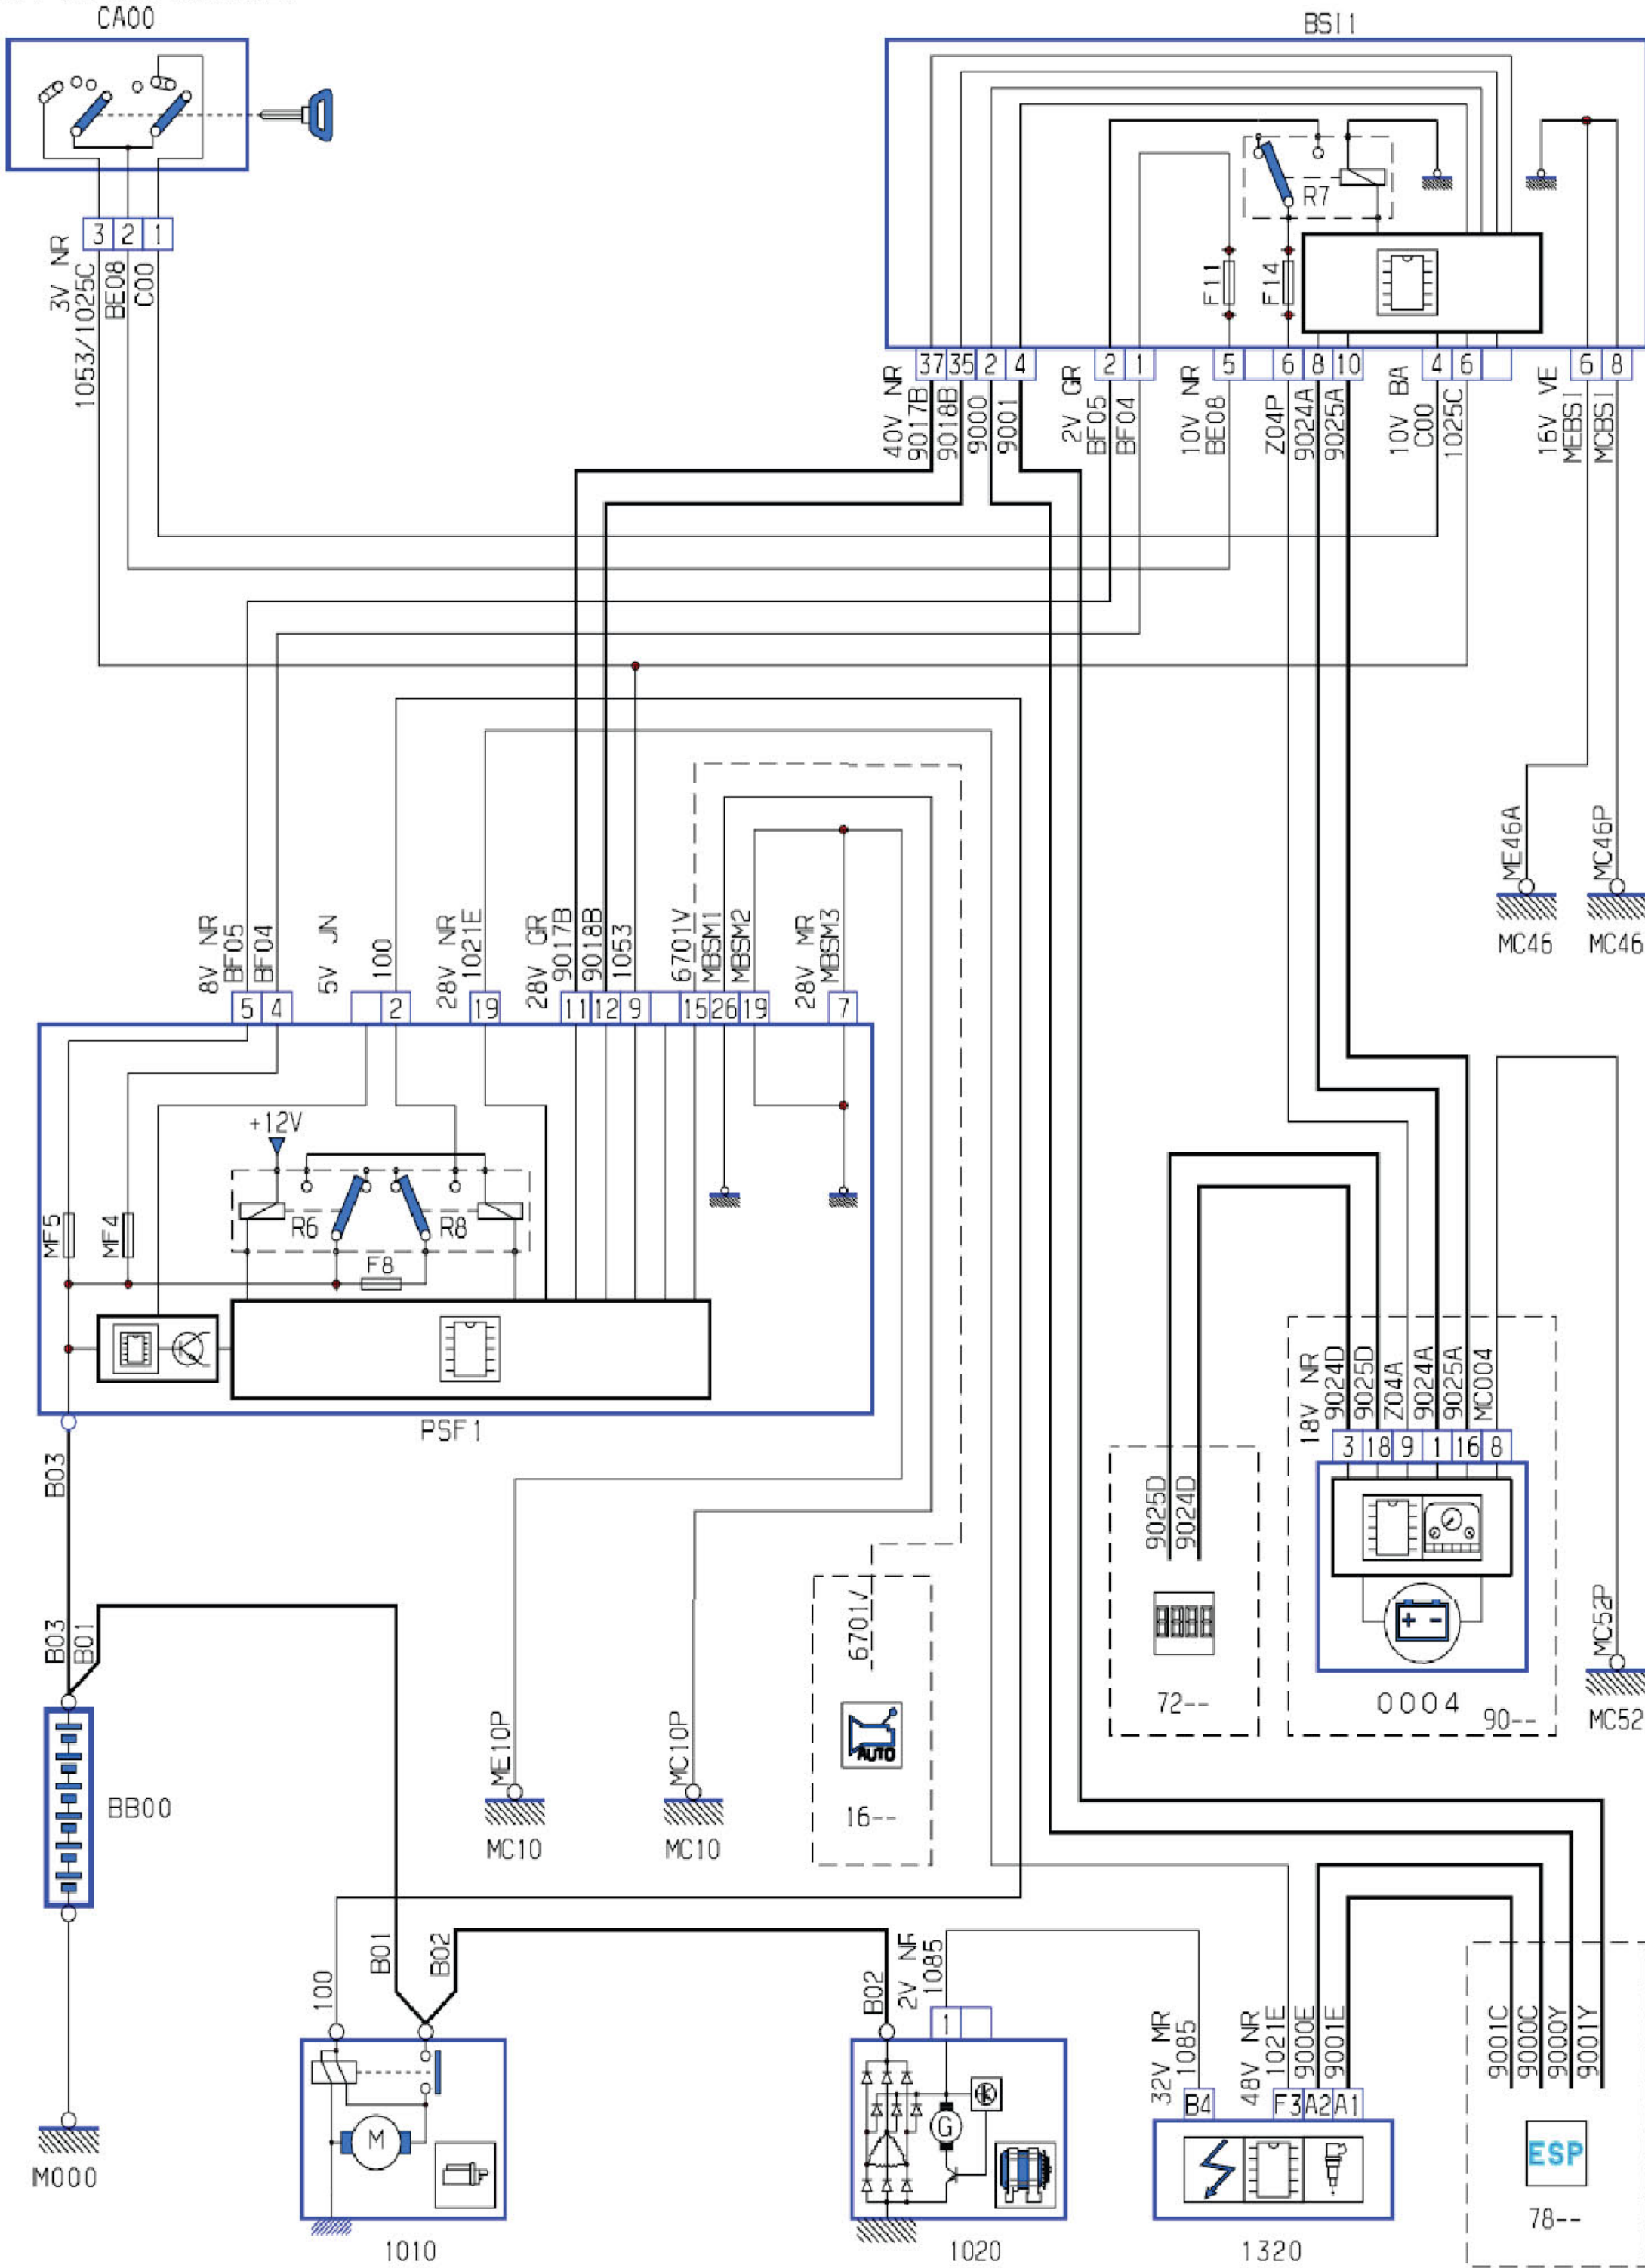 CA00
BSI1
R7
F11
F14
3 2 1
3V NR
1053/1025C
BE08
C00
37 35 2 4
2 1
5
6 8 10
4 6
6 8
40V NR
9017B
9018B
9000
9001
2V GR
BF05
BF04
10V NR
BE08
Z04P
9024A
9025A
10V BA
C00
1025C
16V VE
MEBSI
MCBSI
ME46A
MC46P
MC46
MC46
8V NR
BF05
BF04
5V JN
100
28V NR
1021E
28V GR
9017B
9018B
1053
6701V
MBSM1
MBSM2
28V MR
MBSM3
5 4
2
19
11 12 9
15 26 19
7
+12V
MF5
MF4
R6
R8
F8
PSF1
B03
B03
B01
BB00
M000
ME10P
MC10
MC10P
MC10
6701V
AUTO
16--
9025D
9024D
72--
18V NR
9024D
9025D
Z04A
9024A
9025A
MC004
3 18 9 1 16 8
+ -
0004
90--
MC52P
MC52
100
B01
B02
M
1010
B02
2V NR
1085
1
G
1020
32V MR
1085
48V NR
1021E
9000E
9001E
B4
F3 A2 A1
1320
9001C
9000C
9000Y
9001Y
ESP
78--